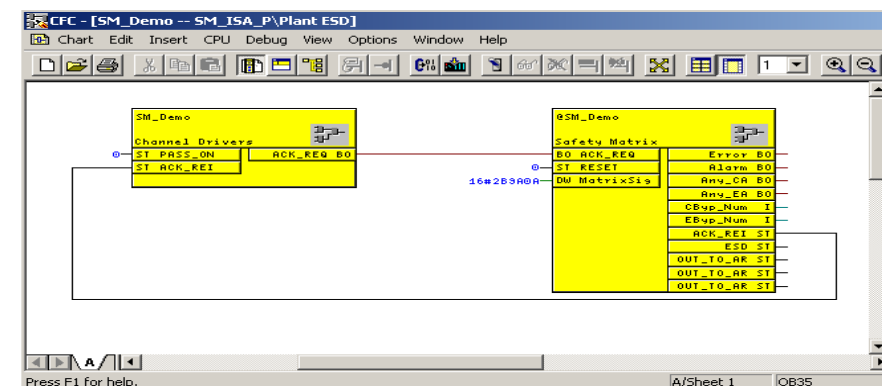 CFC - [SM_Demo -- SM_ISA_P\Plant ESD]
Chart Edit Insert CPU Debug View Options Window Help
1
SM_Demo
Channel Drivers
ST PASS_ON ACK_REQ BO
ST ACK_REI
0
@SM_Demo
Safety Matrix
BO ACK_REQ Error BO
0 ST RESET Alarm BO
16#2B9A0A DW MatrixSig Any_CA BO
Any_EA BO
CByp_Num I
EByp_Num I
ACK_REI ST
ESD ST
OUT_TO_AR ST
OUT_TO_AR ST
OUT_TO_AR ST
A
Press F1 for help. A/Sheet 1 OB35